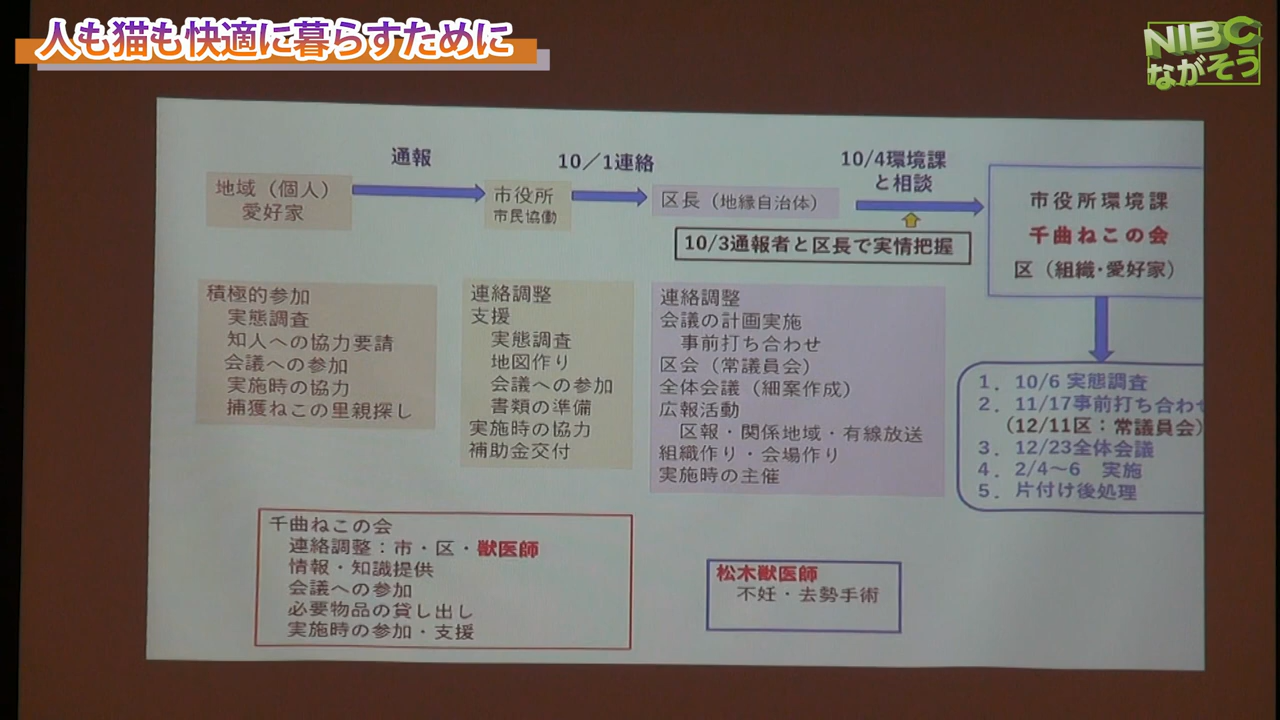 人も猫も快適に暮らすために
NIBC
ながそう
通報
10／1連絡
10/4環境課
と相談
地域（個人）
愛好家
市役所
市民協働
区長（地縁自治体）
10/3通報者と区長で実情把握
市役所環境課
千曲ねこの会
区（組織・愛好家）
積極的参加
実態調査
知人への協力要請
会議への参加
実施時の協力
捕獲ねこの里親探し
連絡調整
支援
実態調査
地図作り
会議への参加
書類の準備
実施時の協力
補助金交付
連絡調整
会議の計画実施
事前打ち合わせ
区会（常議員会）
全体会議（細案作成）
広報活動
区報・関係地域・有線放送
組織作り・会場作り
実施時の主催
1．10/6 実態調査
2．11/17事前打ち合わせ
（12/11区：常議員会）
3．12/23全体会議
4．2/4～6　実施
5．片付け後処理
千曲ねこの会
連絡調整：市・区・獣医師
情報・知識提供
会議への参加
必要物品の貸し出し
実施時の参加・支援
松木獣医師
不妊・去勢手術